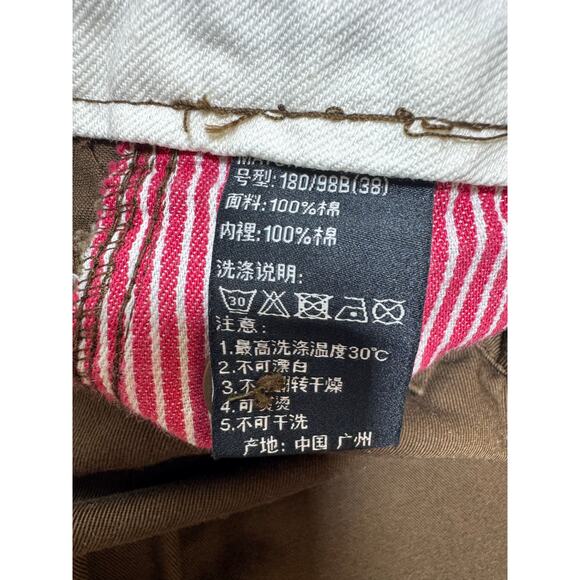 号型:180/98B(38)
面料:100%棉
内裡:100%棉
洗涤说明:
30
注意:
1.最高洗涤温度30℃
2.不可漂白
3.不 翻转干燥
4.可 烫
5.不可干洗
产地: 中国 广州